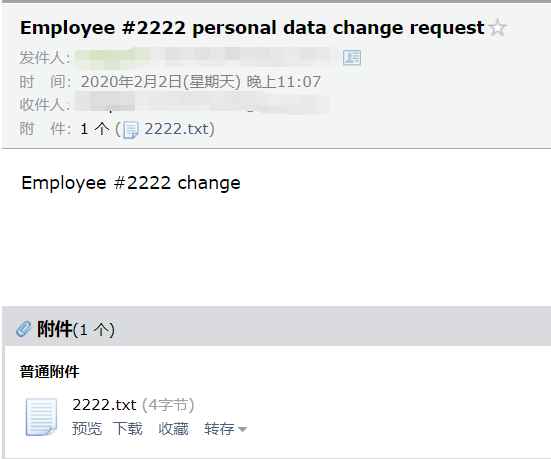 Employee #2222 personal data change request
发件人:
时 间: 2020年2月2日(星期天) 晚上11:07
收件人:
附 件: 1 个 (2222.txt)
Employee #2222 change
附件(1 个)
普通附件
2222.txt (4字节)
预览 下载 收藏 转存